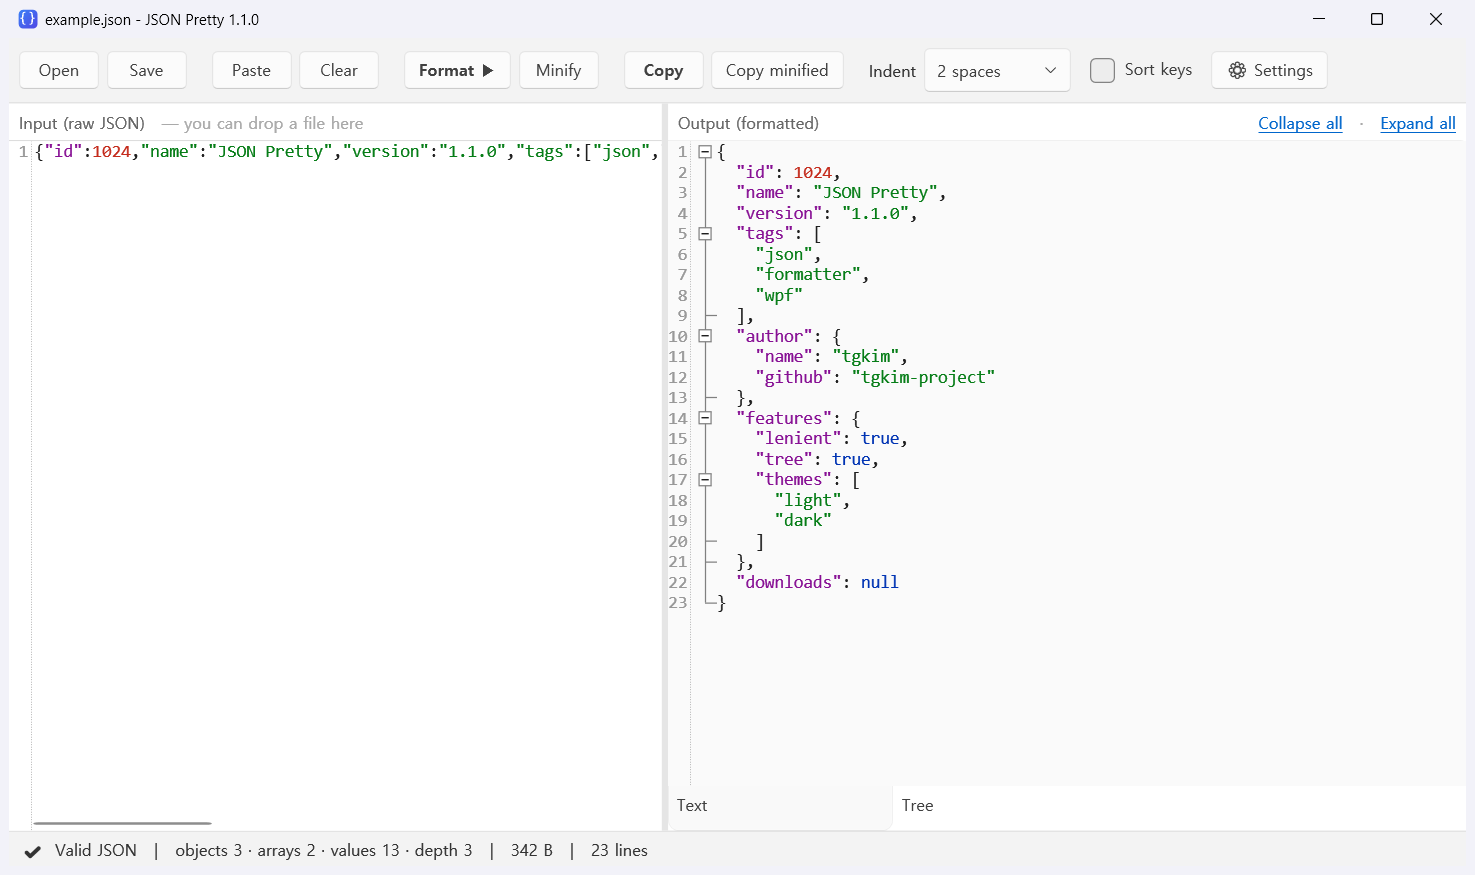 example.json - JSON Pretty 1.1.0
Open Save Paste Clear Format ▶ Minify Copy Copy minified Indent 2 spaces Sort keys Settings
Input (raw JSON) — you can drop a file here
1 {"id":1024,"name":"JSON Pretty","version":"1.1.0","tags":["json",
Output (formatted) Collapse all · Expand all
1 {
2 "id": 1024,
3 "name": "JSON Pretty",
4 "version": "1.1.0",
5 "tags": [
6 "json",
7 "formatter",
8 "wpf"
9 ],
10 "author": {
11 "name": "tgkim",
12 "github": "tgkim-project"
13 },
14 "features": {
15 "lenient": true,
16 "tree": true,
17 "themes": [
18 "light",
19 "dark"
20 ]
21 },
22 "downloads": null
23 }
Text Tree
Valid JSON | objects 3 · arrays 2 · values 13 · depth 3 | 342 B | 23 lines